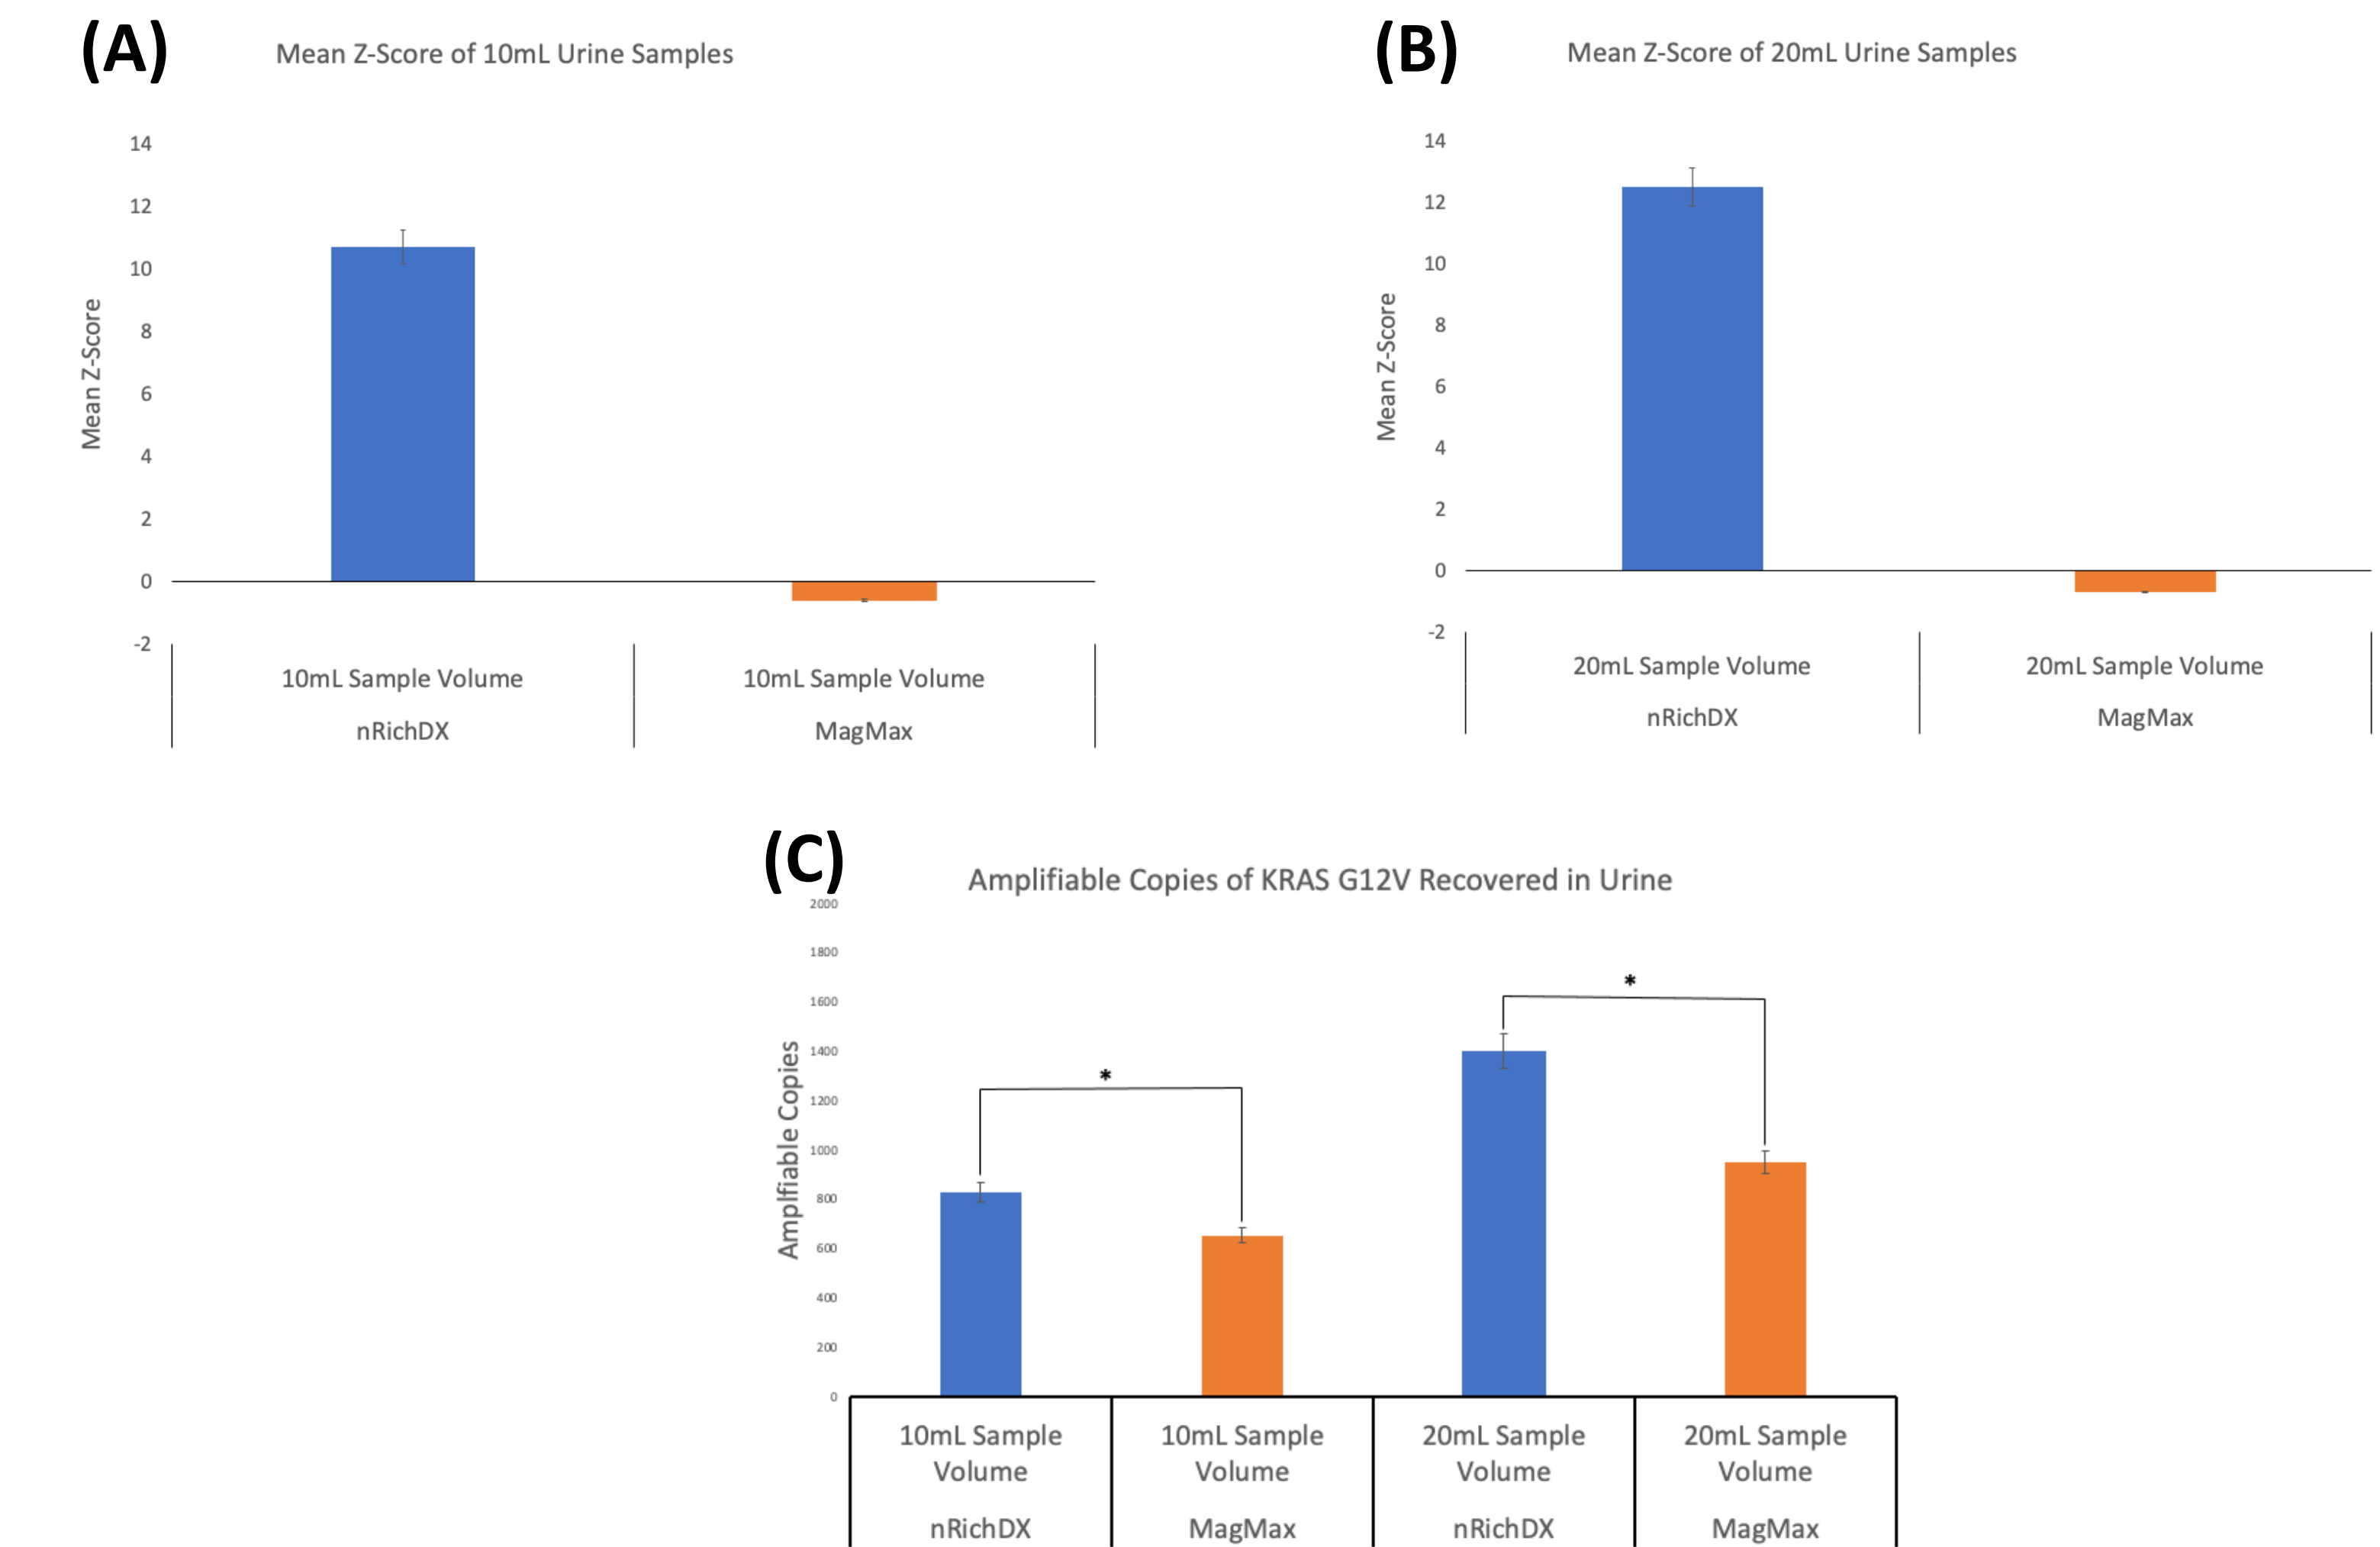 (A)
Mean Z-Score of 10mL Urine Samples
Mean Z-Score
14
12
10
8
6
4
2
0
-2
10mL Sample Volume
10mL Sample Volume
nRichDX
MagMax
(B)
Mean Z-Score of 20mL Urine Samples
Mean Z-Score
14
12
10
8
6
4
2
0
-2
20mL Sample Volume
20mL Sample Volume
nRichDX
MagMax
(C)
Amplifiable Copies of KRAS G12V Recovered in Urine
Amplfiable Copies
2000
1800
1600
1400
1200
1000
800
600
400
200
0
*
*
10mL Sample
Volume
10mL Sample
Volume
20mL Sample
Volume
20mL Sample
Volume
nRichDX
MagMax
nRichDX
MagMax